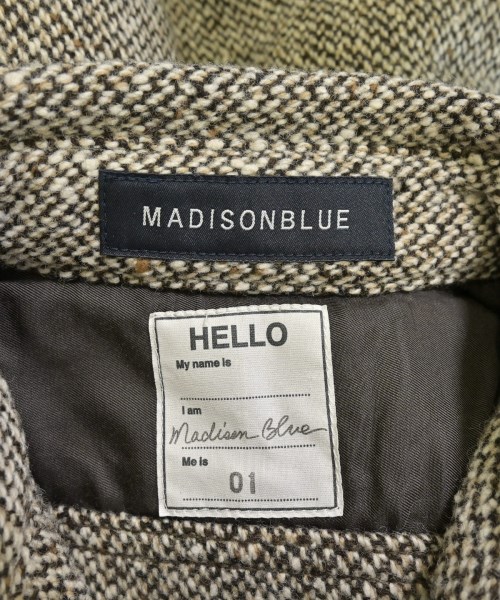 MADISONBLUE
HELLO
My name is
I am
Madison Blue
Me is
01